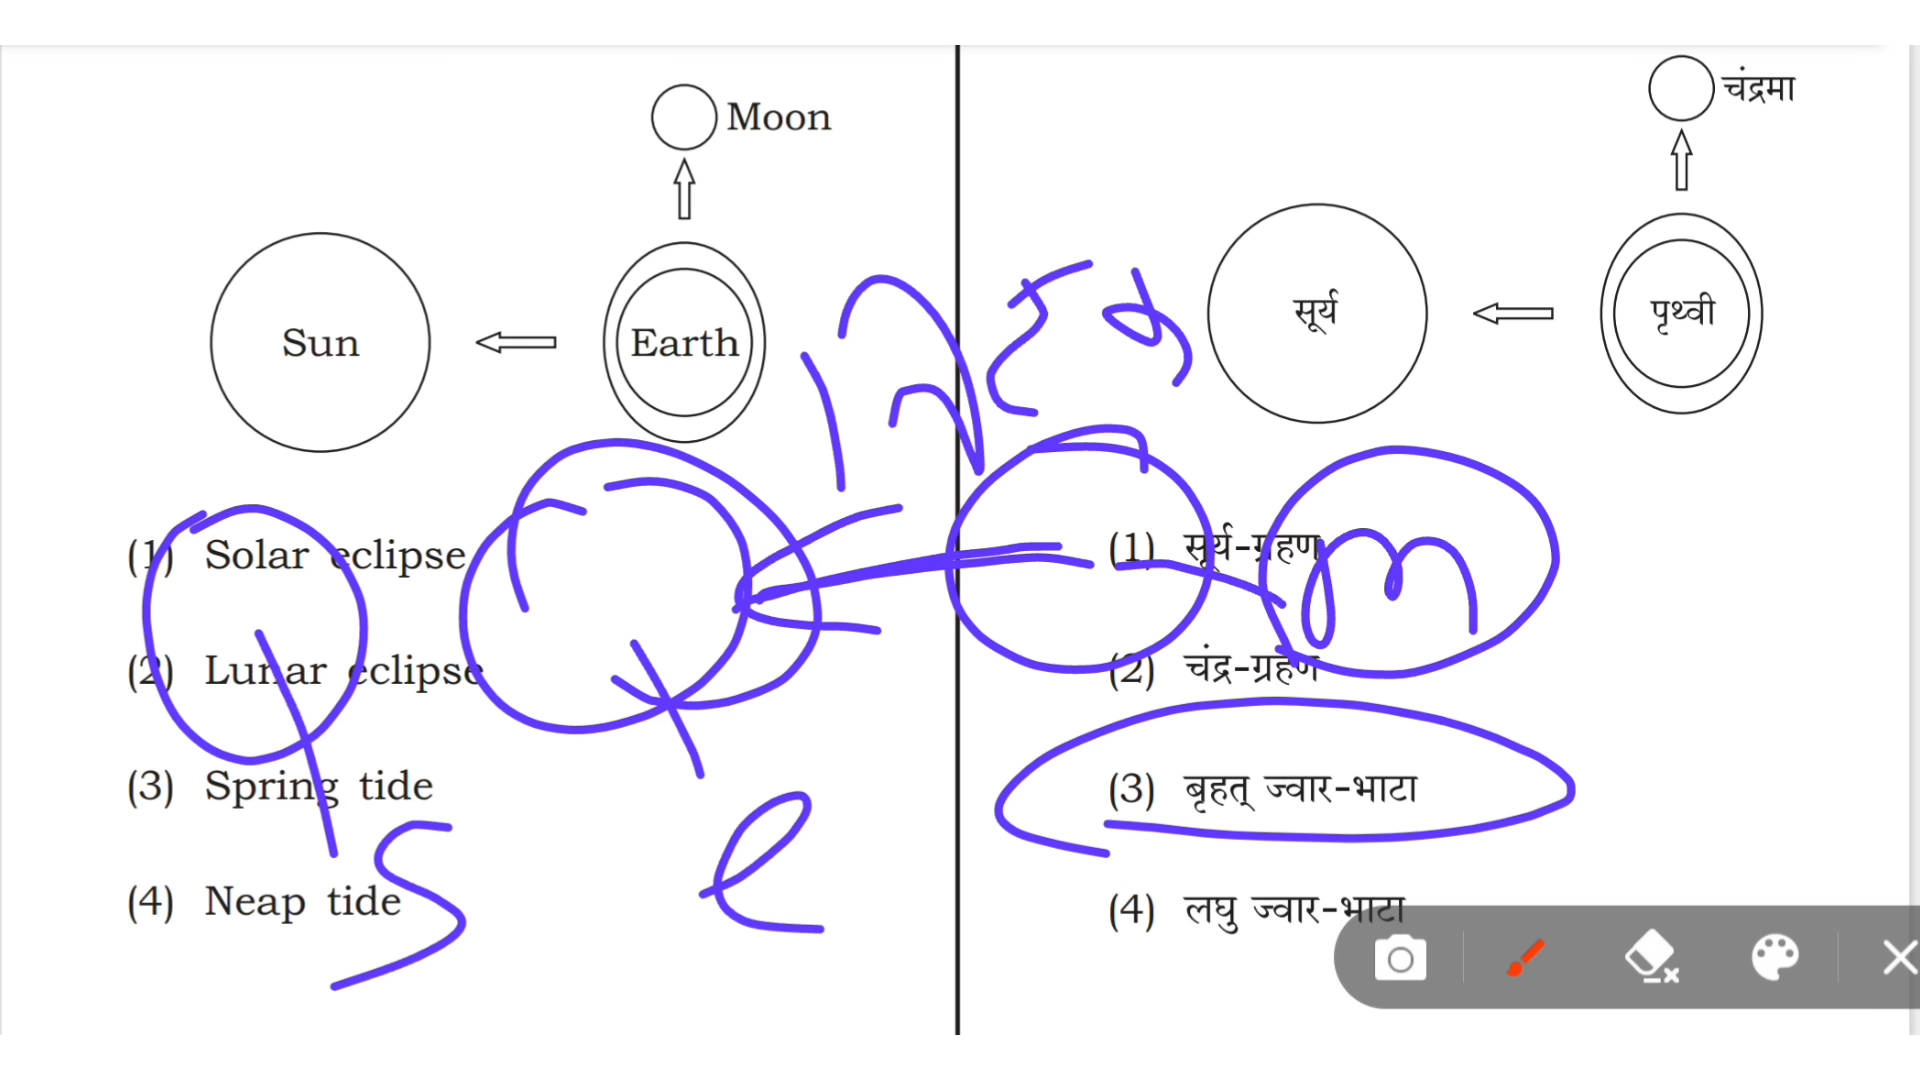 Moon
Sun
Earth
(1) Solar eclipse
(2) Lunar eclipse
(3) Spring tide
(4) Neap tide
चंद्रमा
सूर्य
पृथ्वी
(1) सूर्य-ग्रहण
(2) चंद्र-ग्रहण
(3) बृहत् ज्वार-भाटा
(4) लघु ज्वार-भाटा
S
e
m